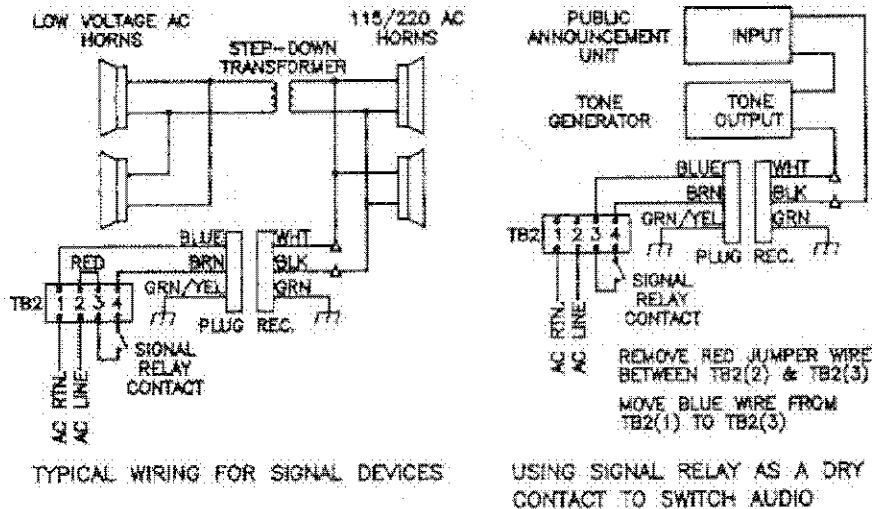 LOW VOLTAGE AC
HORNS
STEP-DOWN
TRANSFORMER
115/220 AC
HORNS
BLUE
WHT
RED
BRN
BLK
GRN/YEL
GRN
TB2 1 2 3 4
PLUG REC.
SIGNAL
RELAY
CONTACT
AC RTN.
AC LINE
TYPICAL WIRING FOR SIGNAL DEVICES
PUBLIC
ANNOUNCEMENT
UNIT
INPUT
TONE
GENERATOR
TONE
OUTPUT
BLUE
WHT
BRN
BLK
GRN/YEL
GRN
TB2 1 2 3 4
PLUG REC.
SIGNAL
RELAY
CONTACT
AC RTN.
AC LINE
REMOVE RED JUMPER WIRE
BETWEEN TB2(2) & TB2(3)
MOVE BLUE WIRE FROM
TB2(1) TO TB2(3)
USING SIGNAL RELAY AS A DRY
CONTACT TO SWITCH AUDIO